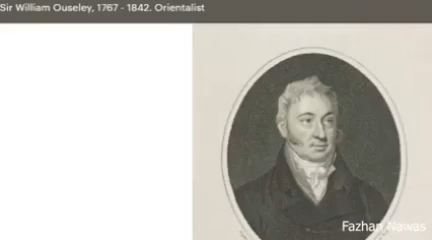 Sir William Ouseley, 1767 - 1842. Orientalist
Fazhan Nawas